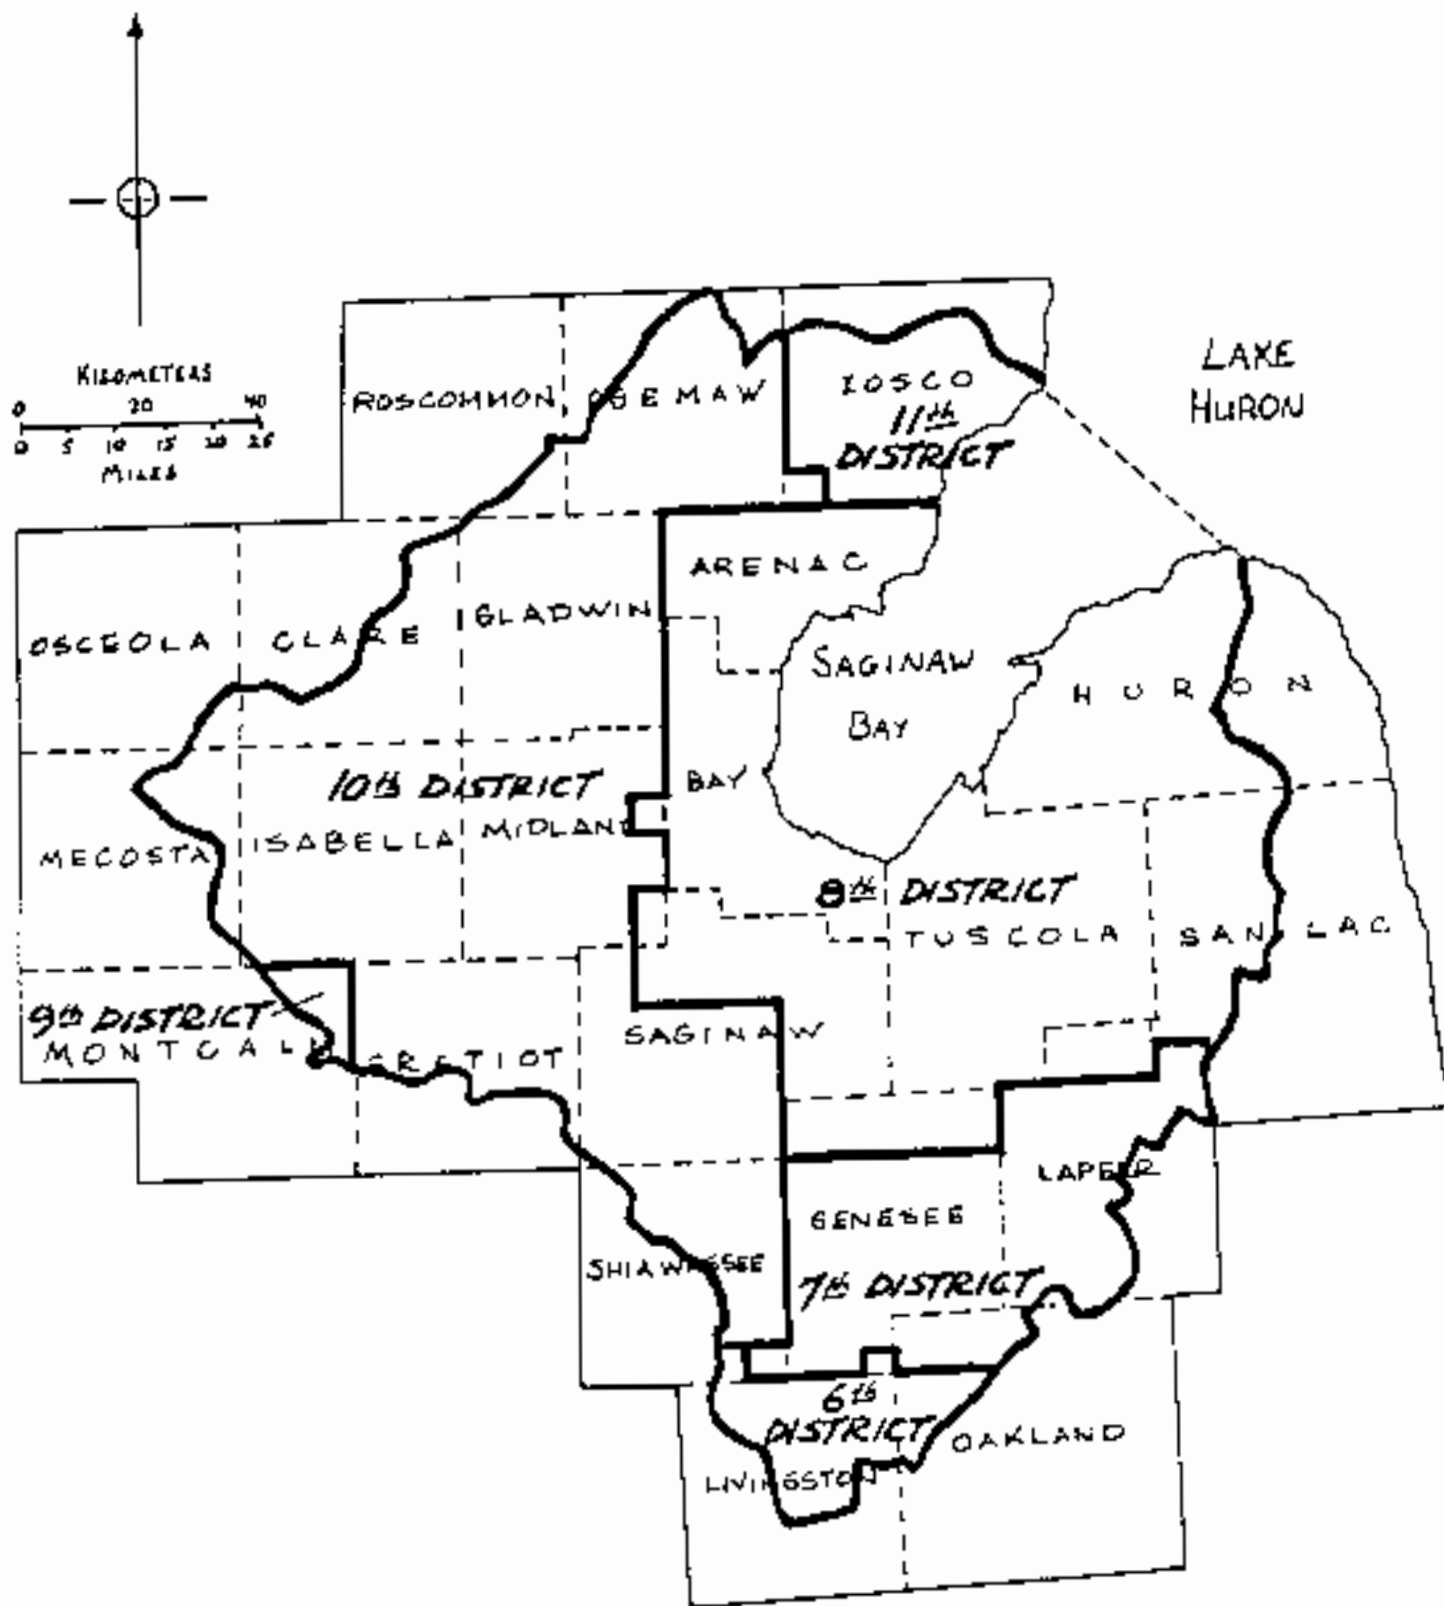 KILOMETERS
0 20 40
0 5 10 15 20 25
MILES
LAKE
HURON
ROSCOMMON
OGEMAW
IOSCO
11th
DISTRICT
ARENAC
OSCEOLA
CLARE
GLADWIN
SAGINAW
BAY
HURON
10th DISTRICT
BAY
MECOSTA
ISABELLA
MIDLAND
8th DISTRICT
TUSCOLA
SANILAC
9th DISTRICT
MONTCALM
GRATIOT
SAGINAW
LAPEER
GENESEE
SHIAWASSEE
7th DISTRICT
6th
DISTRICT
OAKLAND
LIVINGSTON